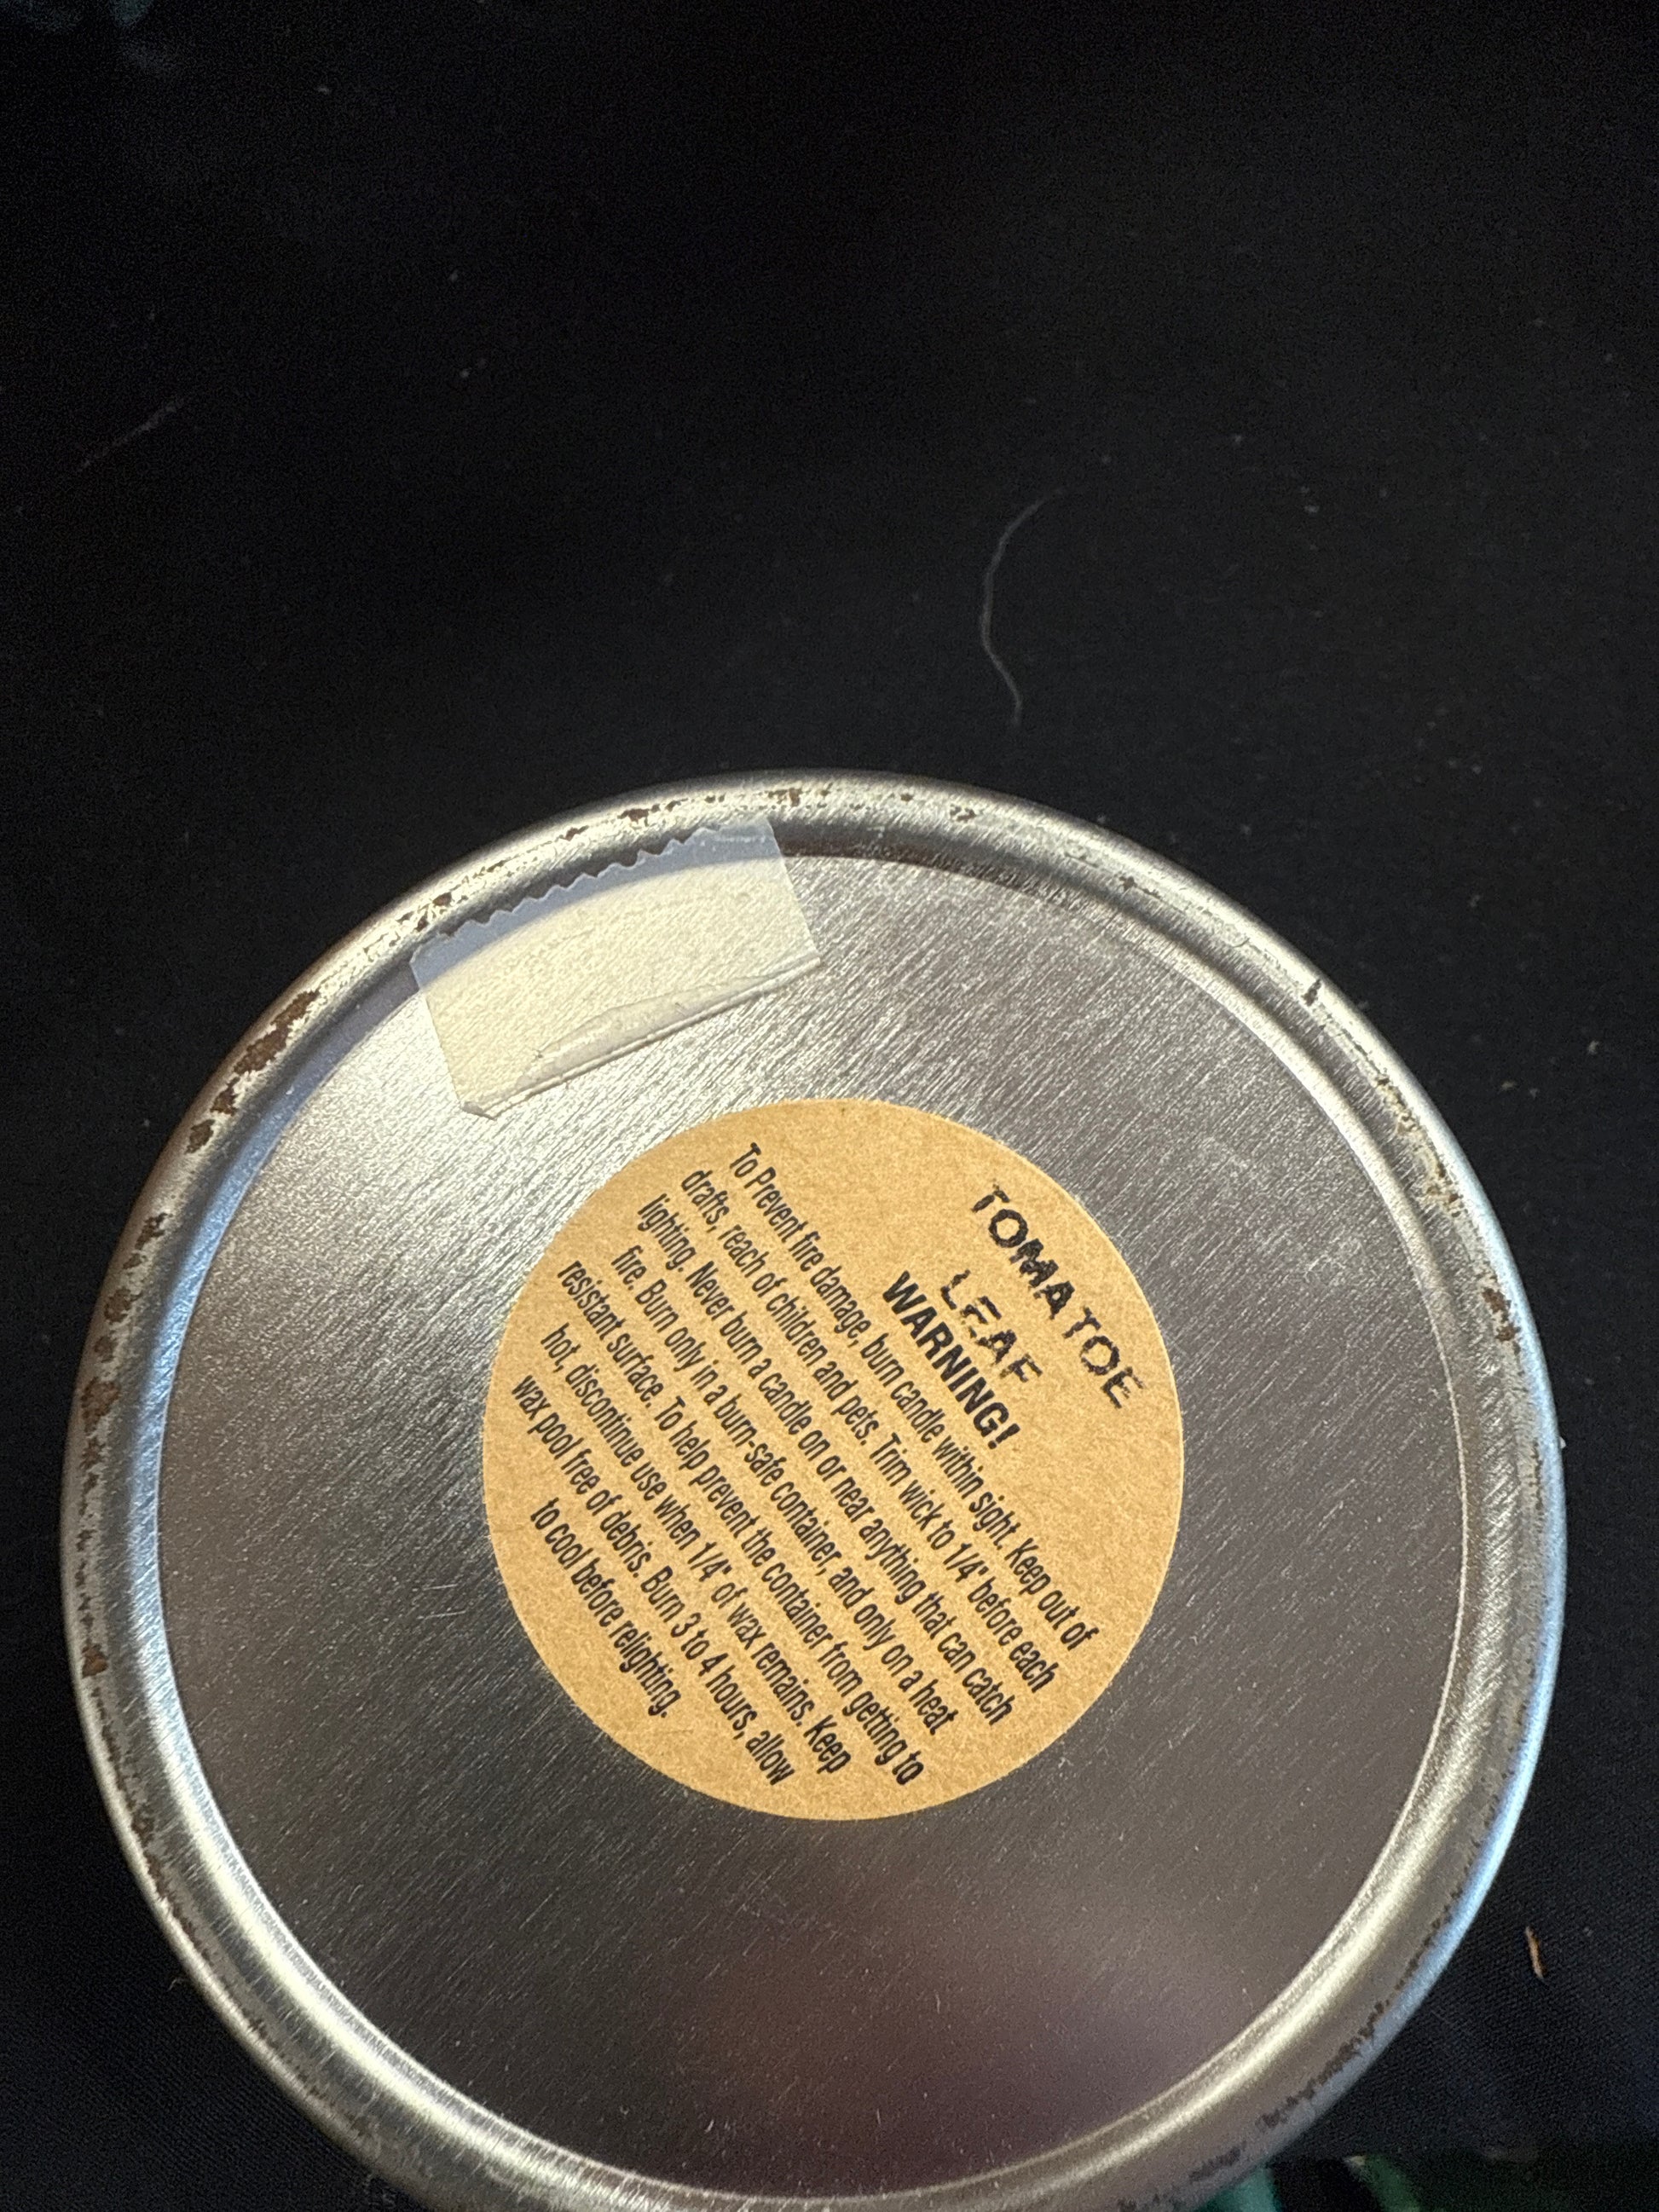 TOMATOE
LEAF
WARNING!
To Prevent fire damage, burn candle within sight. Keep out of
drafts, reach of children and pets. Trim wick to 1/4" before each
lighting. Never burn a candle on or near anything that can catch
fire. Burn only in a burn-safe container, and only on a heat
resistant surface. To help prevent the container from getting to
hot, discontinue use when 1/4" of wax remains. Keep
wax pool free of debris. Burn 3 to 4 hours, allow
to cool before relighting.